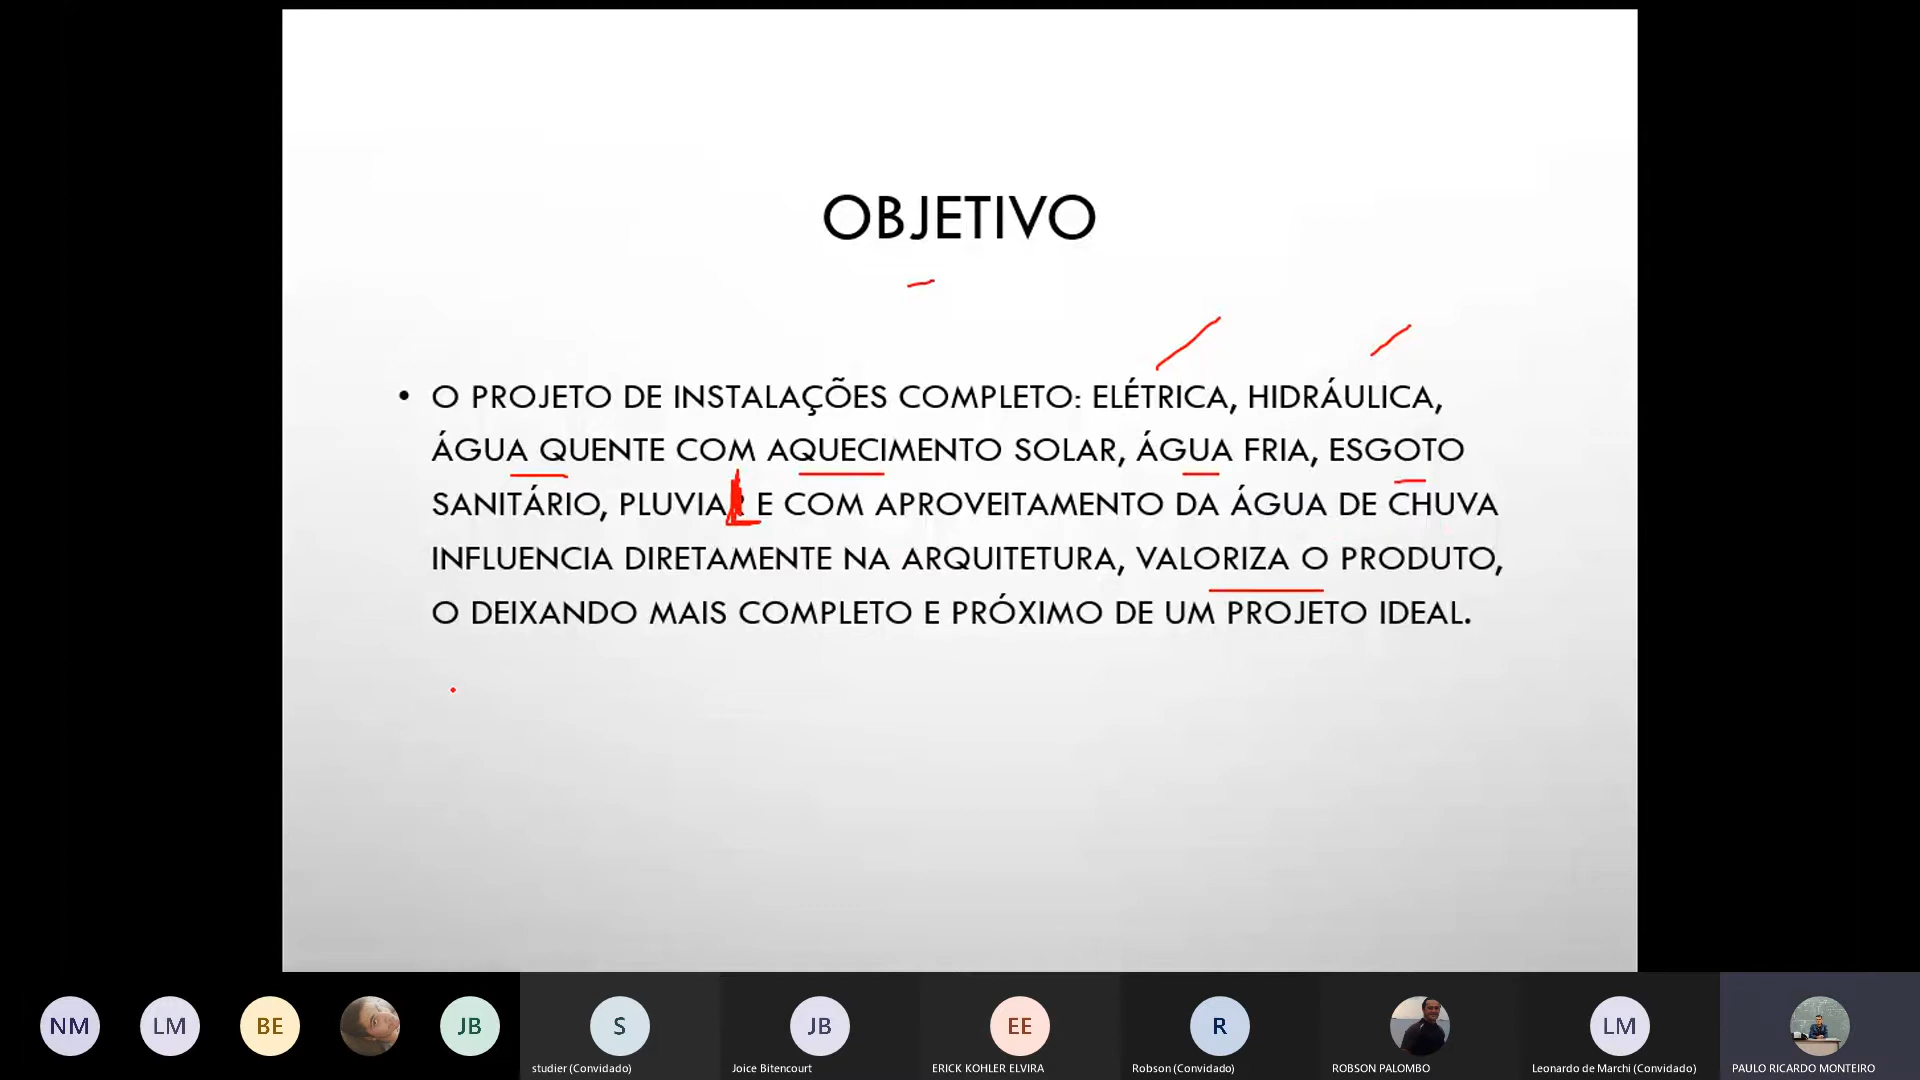 OBJETIVO
• O PROJETO DE INSTALAÇÕES COMPLETO: ELÉTRICA, HIDRÁULICA,
ÁGUA QUENTE COM AQUECIMENTO SOLAR, ÁGUA FRIA, ESGOTO
SANITÁRIO, PLUVIAL E COM APROVEITAMENTO DA ÁGUA DE CHUVA
INFLUENCIA DIRETAMENTE NA ARQUITETURA, VALORIZA O PRODUTO,
O DEIXANDO MAIS COMPLETO E PRÓXIMO DE UM PROJETO IDEAL.
NM LM BE JB S JB EE R LM
studier (Convidado) Joice Bitencourt ERICK KOHLER ELVIRA Robson (Convidado) ROBSON PALOMBO Leonardo de Marchi (Convidado) PAULO RICARDO MONTEIRO